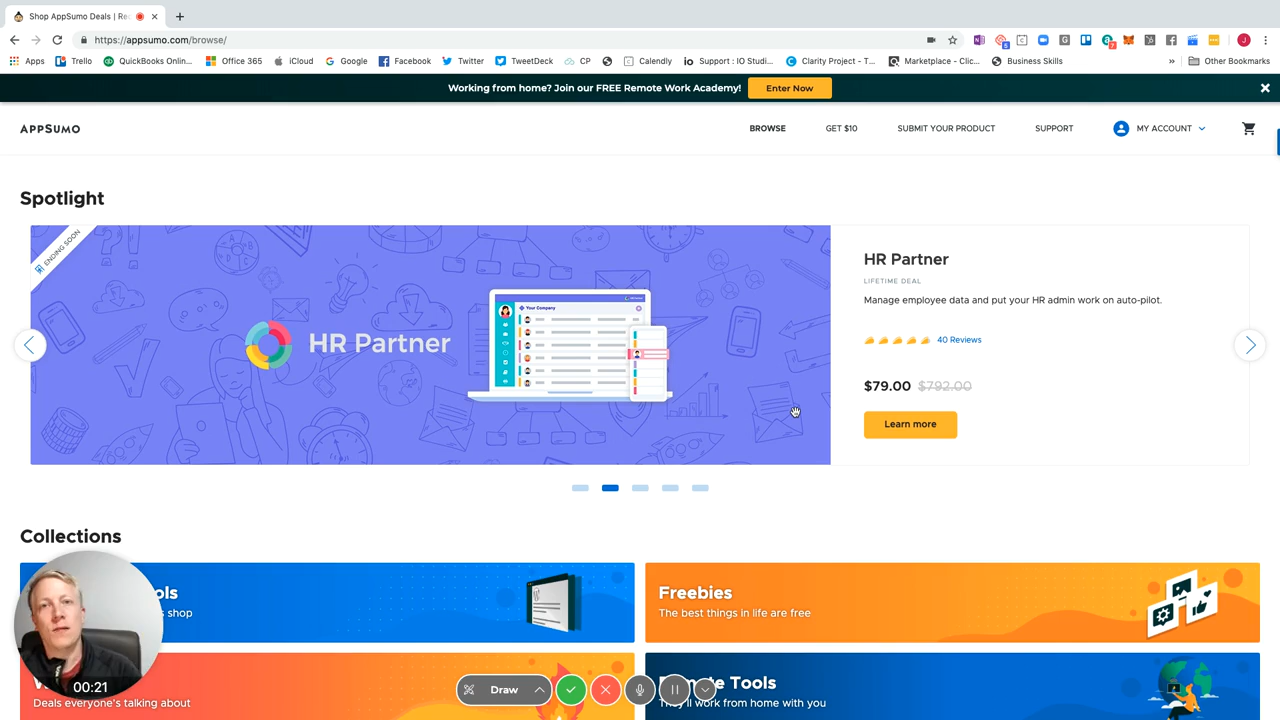 Shop AppSumo Deals | Re
https://appsumo.com/browse/
Apps
Trello
QuickBooks Onlin...
Office 365
iCloud
Google
Facebook
Twitter
TweetDeck
CP
Calendly
Support : IO Studi...
Clarity Project - T...
Marketplace - Clic...
Business Skills
»
Other Bookmarks
Working from home? Join our FREE Remote Work Academy!
Enter Now
APPSUMO
BROWSE
GET $10
SUBMIT YOUR PRODUCT
SUPPORT
MY ACCOUNT
Spotlight
ENDING SOON
HR Partner
Your Company
HR Partner
LIFETIME DEAL
Manage employee data and put your HR admin work on auto-pilot.
40 Reviews
$79.00 $792.00
Learn more
Collections
ols
s shop
Freebies
The best things in life are free
Deals everyone's talking about
te Tools
They'll work from home with you
00:21
Draw